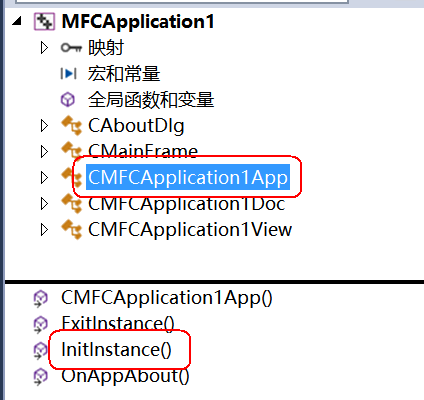 MFCApplication1
映射
宏和常量
全局函数和变量
CAboutDlg
CMainFrame
CMFCApplication1App
CMFCApplication1Doc
CMFCApplication1View
CMFCApplication1App()
ExitInstance()
InitInstance()
OnAppAbout()